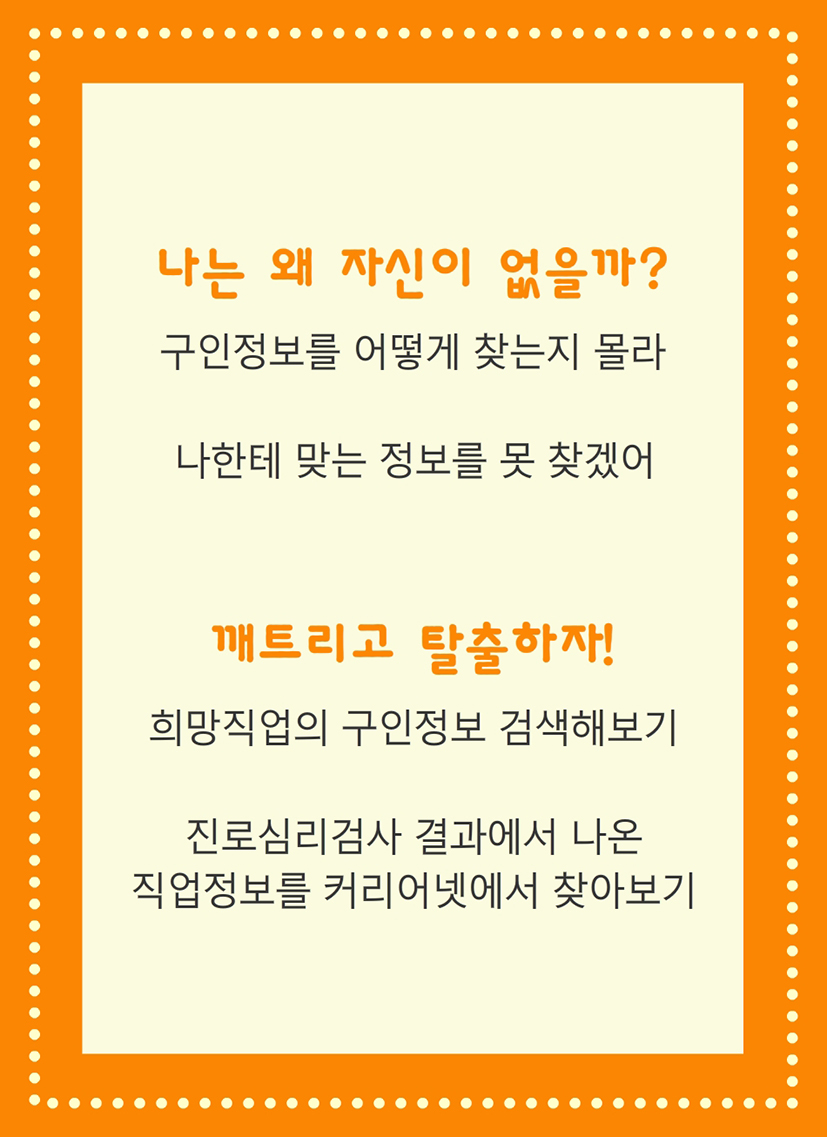 나는 왜 자신이 없을까?
구인정보를 어떻게 찾는지 몰라
나한테 맞는 정보를 못 찾겠어
깨트리고 탈출하자!
희망직업의 구인정보 검색해보기
진로심리검사 결과에서 나온
직업정보를 커리어넷에서 찾아보기